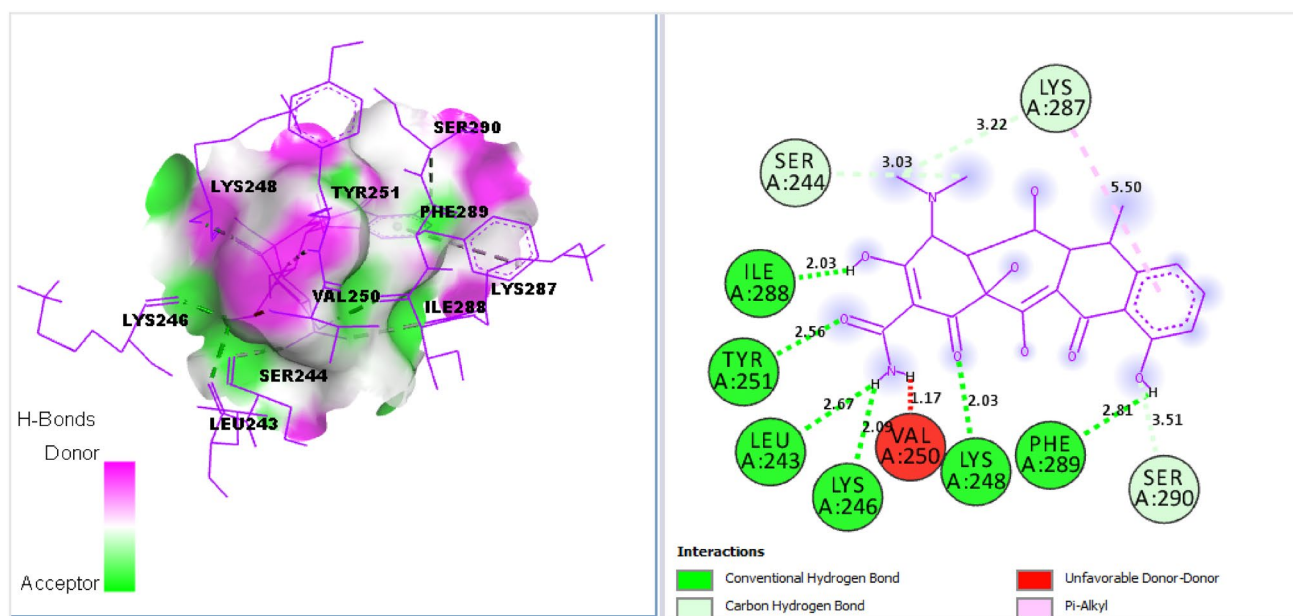 SER290
LYS248
TYR251
PHE289
LYS287
VAL250
ILE288
LYS246
SER244
LEU243
H-Bonds
Donor
Acceptor
LYS
A:287
3.22
SER
A:244
3.03
N
O
5.50
O
O
ILE
A:288
2.03
H
O
O
2.56
TYR
A:251
O
O
O
O
N
H
H
O
H
2.67
2.09
1.17
2.03
2.81
3.51
LEU
A:243
VAL
A:250
LYS
A:246
LYS
A:248
PHE
A:289
SER
A:290
Interactions
Conventional Hydrogen Bond
Unfavorable Donor-Donor
Carbon Hydrogen Bond
Pi-Alkyl